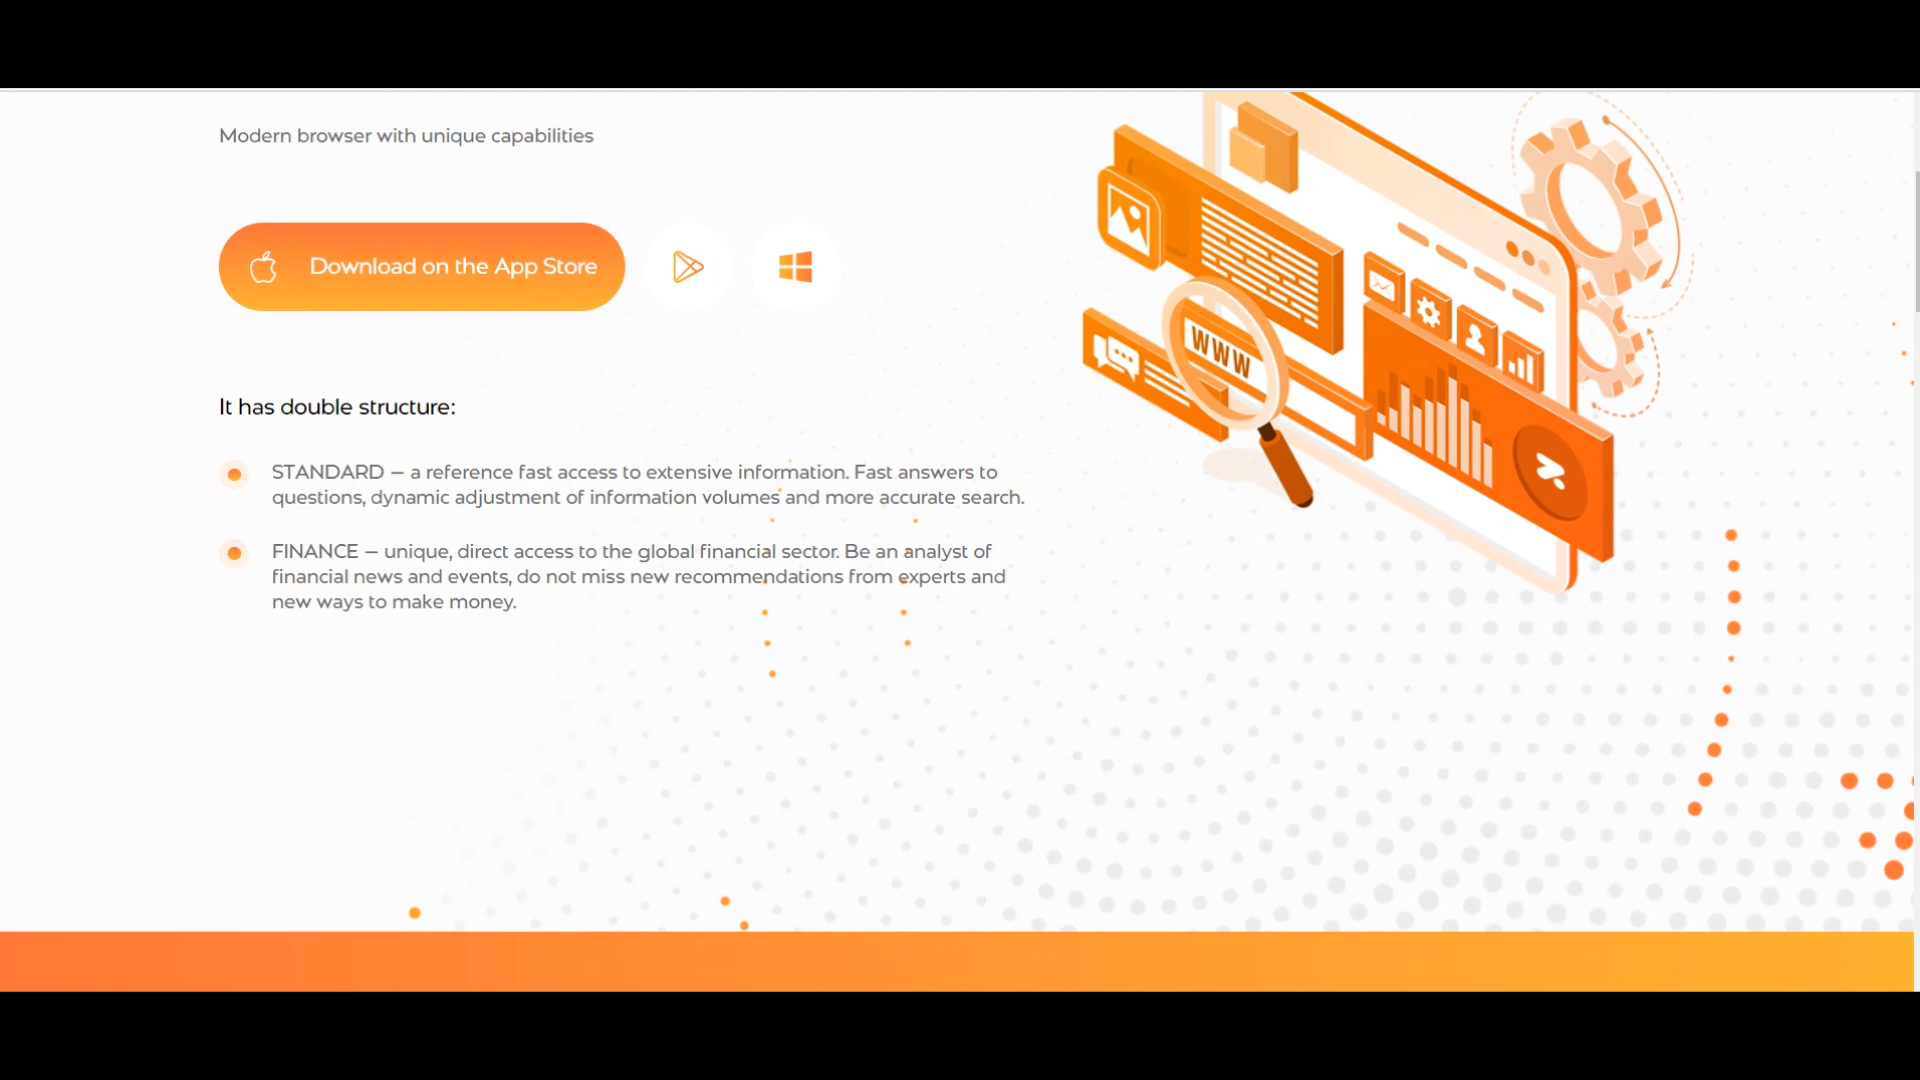 Modern browser with unique capabilities
Download on the App Store
It has double structure:
STANDARD — a reference fast access to extensive information. Fast answers to
questions, dynamic adjustment of information volumes and more accurate search.
FINANCE — unique, direct access to the global financial sector. Be an analyst of
financial news and events, do not miss new recommendations from experts and
new ways to make money.
WWW